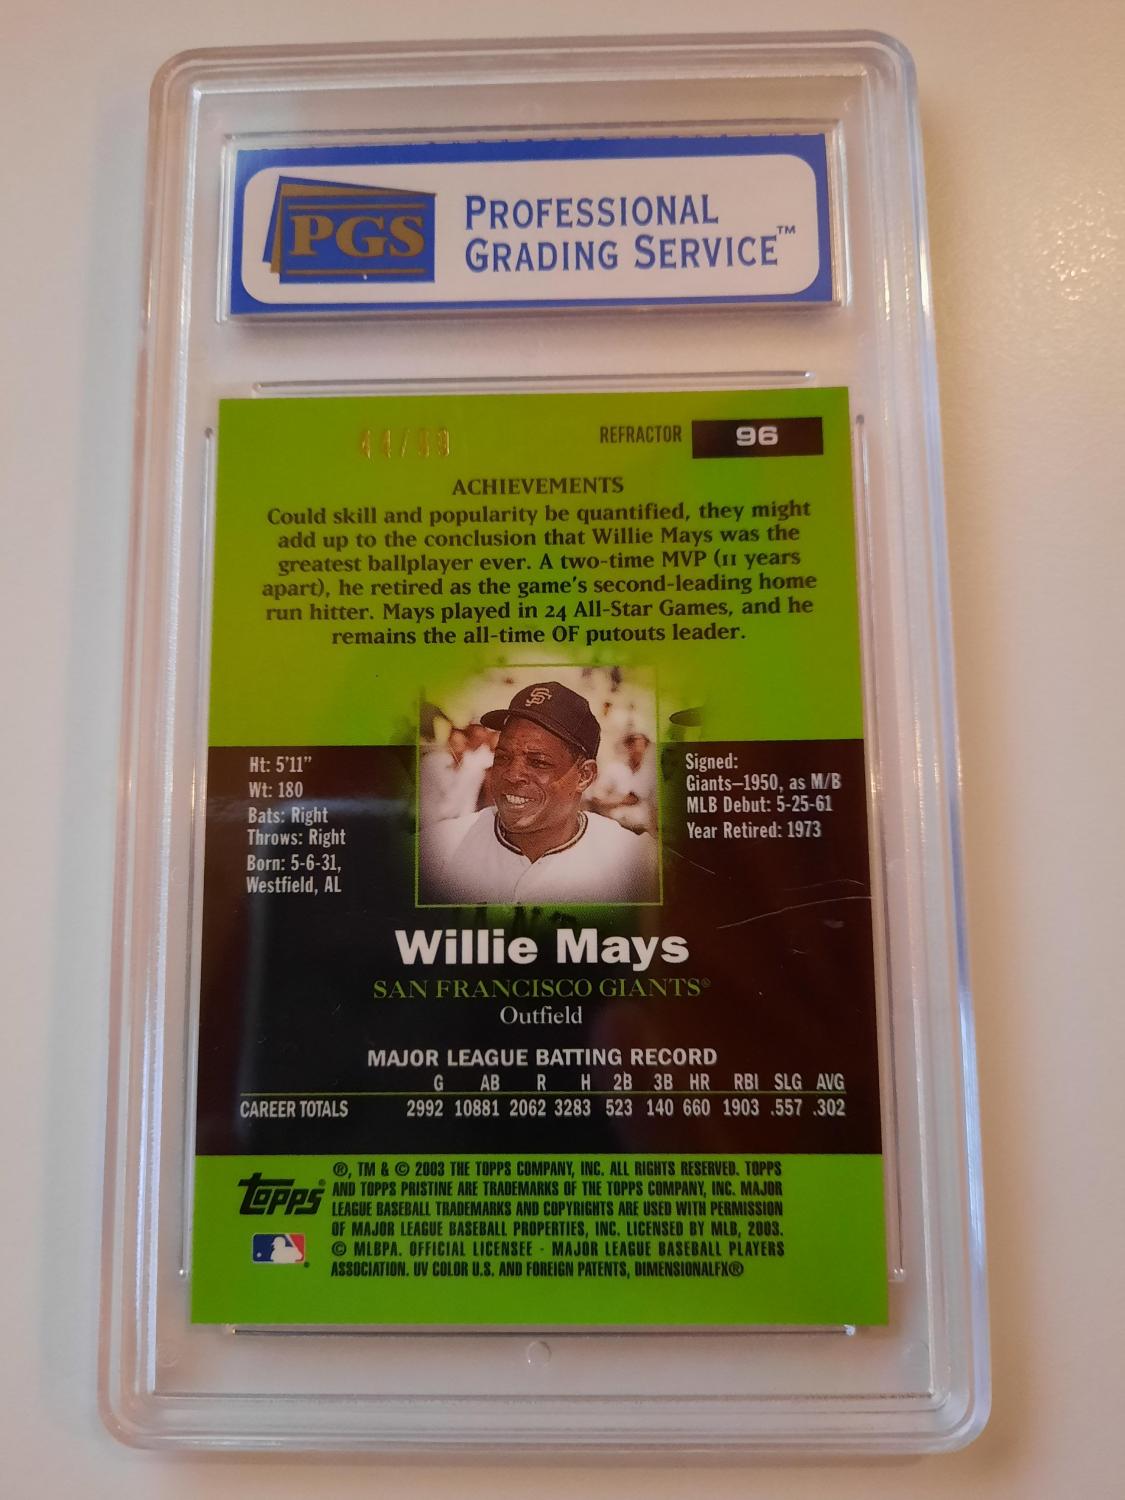 PGS
PROFESSIONAL
GRADING SERVICE™
44/99
REFRACTOR 96
ACHIEVEMENTS
Could skill and popularity be quantified, they might
add up to the conclusion that Willie Mays was the
greatest ballplayer ever. A two-time MVP (11 years
apart), he retired as the game's second-leading home
run hitter. Mays played in 24 All-Star Games, and he
remains the all-time OF putouts leader.
SF
Ht: 5'11"
Wt: 180
Bats: Right
Throws: Right
Born: 5-6-31,
Westfield, AL
Signed:
Giants–1950, as M/B
MLB Debut: 5-25-61
Year Retired: 1973
Willie Mays
SAN FRANCISCO GIANTS®
Outfield
MAJOR LEAGUE BATTING RECORD
G AB R H 2B 3B HR RBI SLG AVG
CAREER TOTALS 2992 10881 2062 3283 523 140 660 1903 .557 .302
topps®
®, TM & © 2003 THE TOPPS COMPANY, INC. ALL RIGHTS RESERVED. TOPPS
AND TOPPS PRISTINE ARE TRADEMARKS OF THE TOPPS COMPANY, INC. MAJOR
LEAGUE BASEBALL TRADEMARKS AND COPYRIGHTS ARE USED WITH PERMISSION
OF MAJOR LEAGUE BASEBALL PROPERTIES, INC. LICENSED BY MLB, 2003.
© MLBPA. OFFICIAL LICENSEE - MAJOR LEAGUE BASEBALL PLAYERS
ASSOCIATION. UV COLOR U.S. AND FOREIGN PATENTS, DIMENSIONALFX®